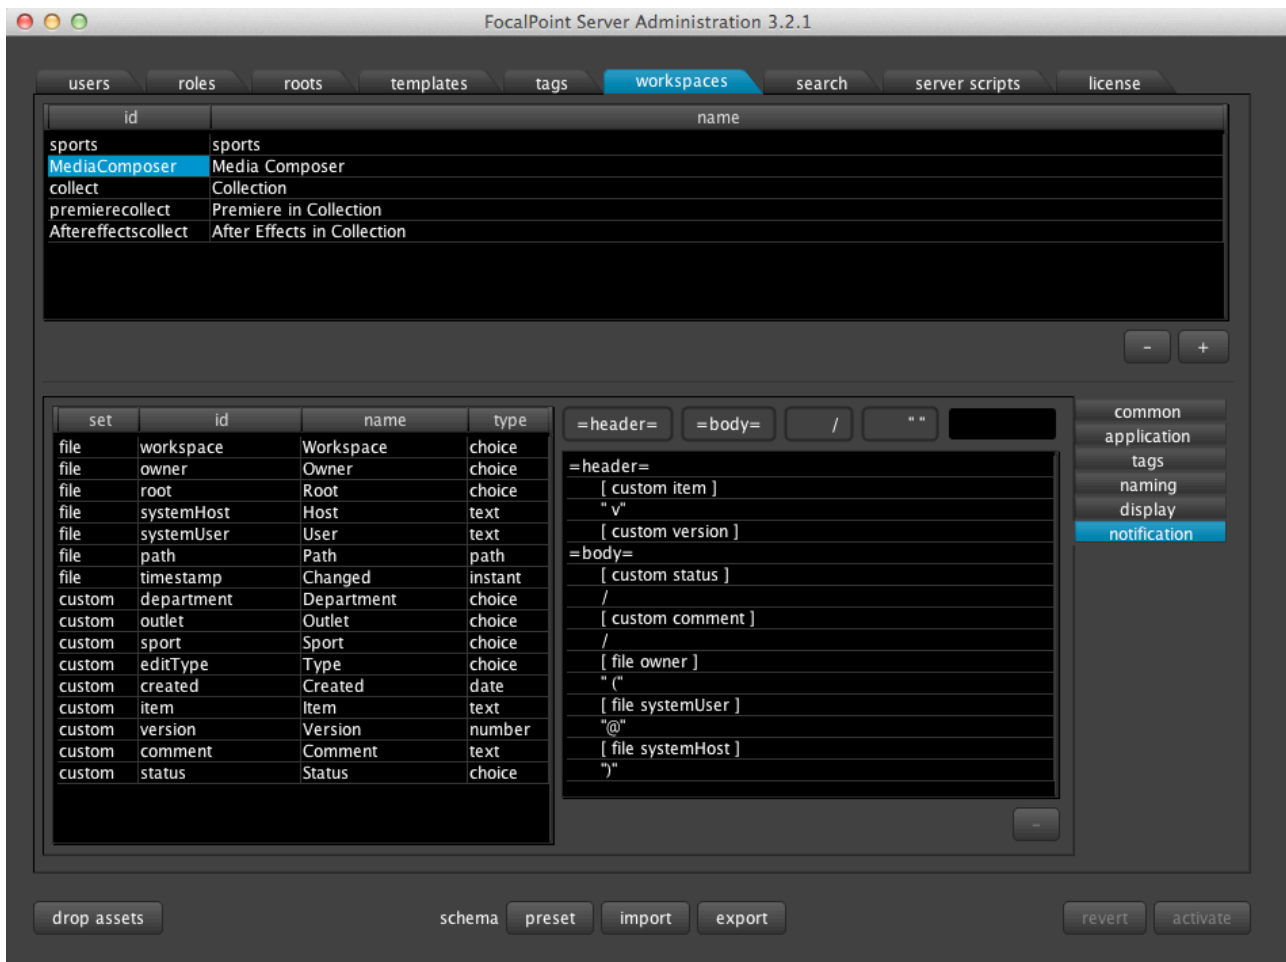 FocalPoint Server Administration 3.2.1
users roles roots templates tags workspaces search server scripts license
id name
sports sports
MediaComposer Media Composer
collect Collection
premierecollect Premiere in Collection
Aftereffectscollect After Effects in Collection
- +
set id name type
file workspace Workspace choice
file owner Owner choice
file root Root choice
file systemHost Host text
file systemUser User text
file path Path path
file timestamp Changed instant
custom department Department choice
custom outlet Outlet choice
custom sport Sport choice
custom editType Type choice
custom created Created date
custom item Item text
custom version Version number
custom comment Comment text
custom status Status choice
=header= =body= / " "
=header=
[ custom item ]
" v"
[ custom version ]
=body=
[ custom status ]
/
[ custom comment ]
/
[ file owner ]
" ("
[ file systemUser ]
"@"
[ file systemHost ]
")"
-
common
application
tags
naming
display
notification
drop assets schema preset import export revert activate